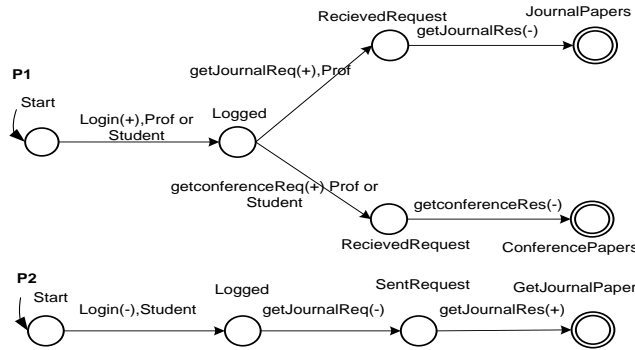 RecievedRequest
JournalPapers
getJournalRes(-)
P1
getJournalReq(+),Prof
Start
Login(+),Prof or
Student
Logged
getconferenceReq(+) Prof or
Student
getconferenceRes(-)
RecievedRequest
ConferencePapers
P2
Start
Login(-),Student
Logged
getJournalReq(-)
SentRequest
getJournalRes(+)
GetJournalPaper